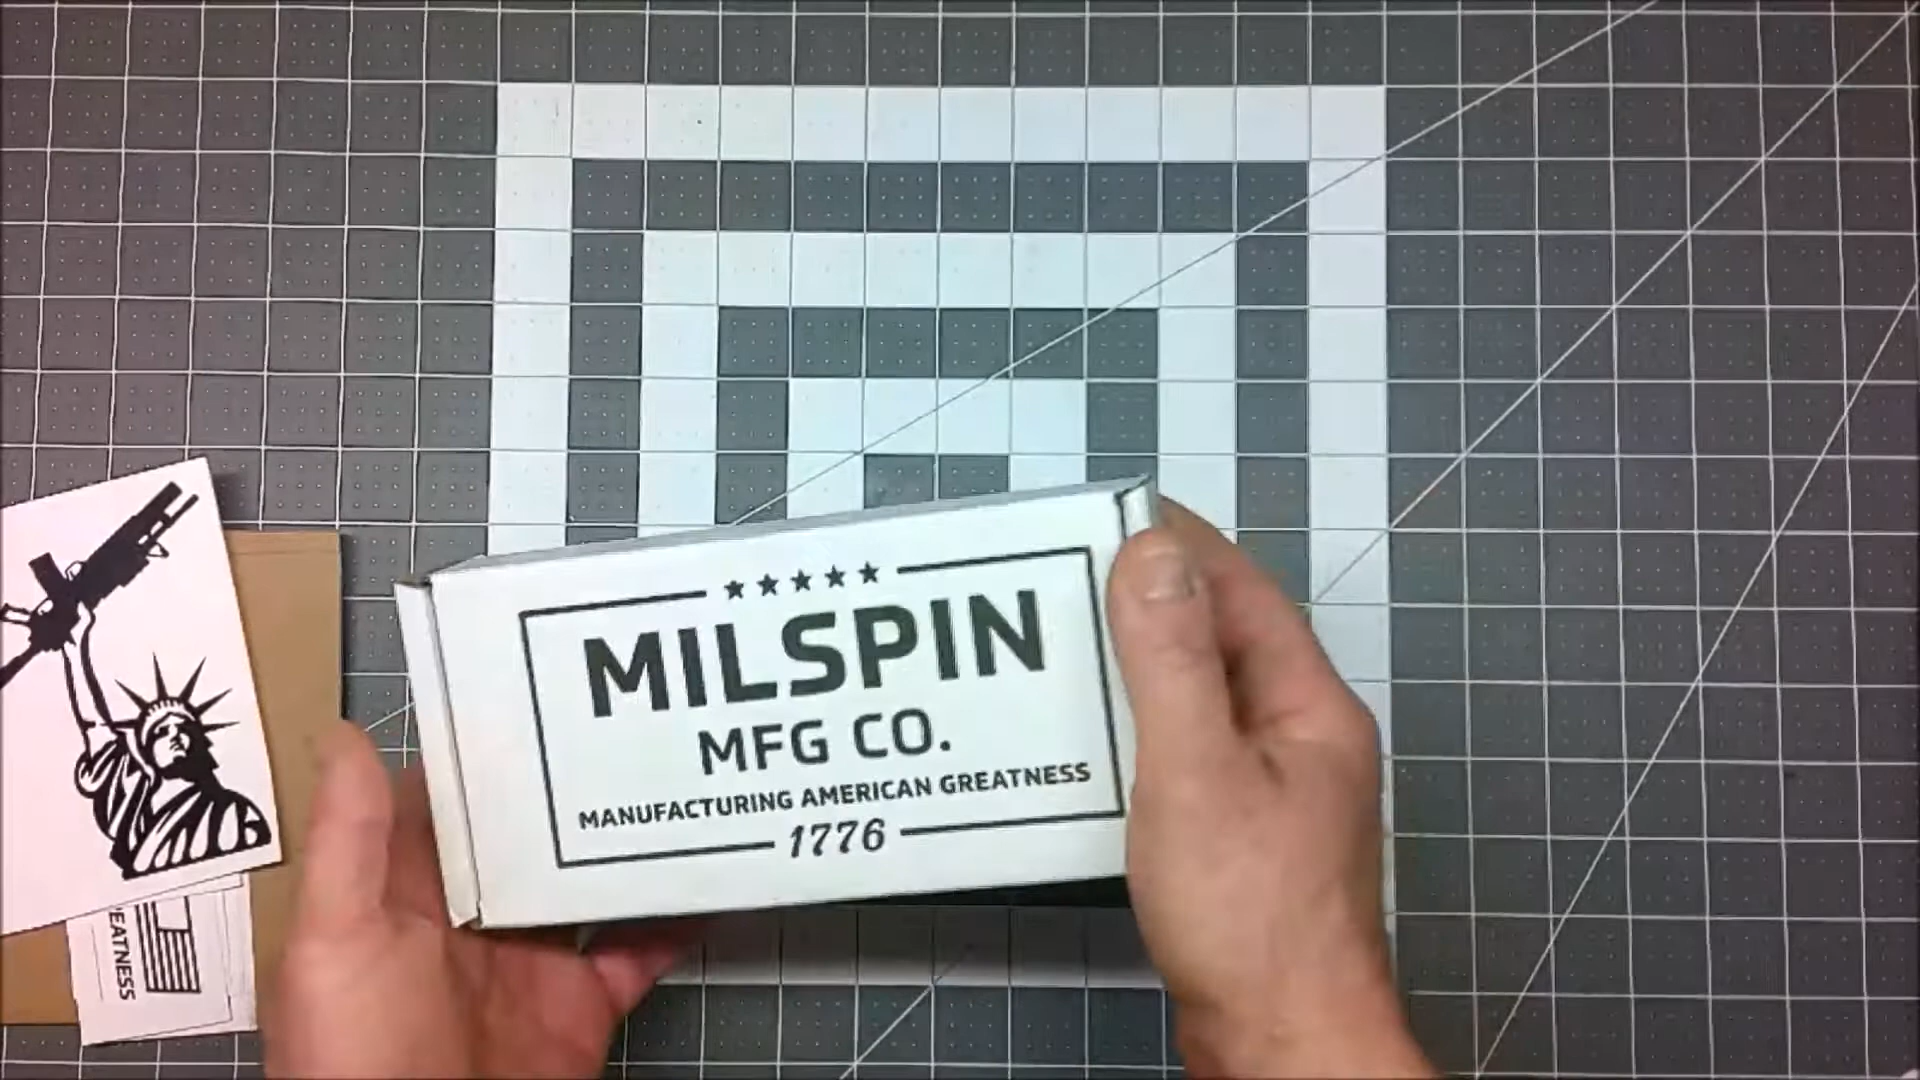 ★★★★★
MILSPIN
MFG CO.
MANUFACTURING AMERICAN GREATNESS
1776
EATNESS